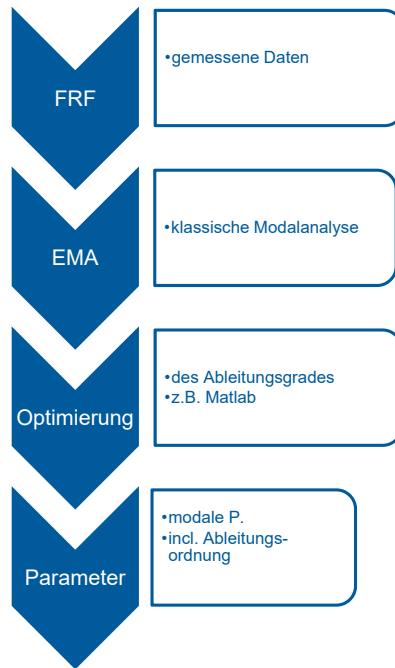 FRF
•gemessene Daten
EMA
•klassische Modalanalyse
Optimierung
•des Ableitungsgrades
•z.B. Matlab
Parameter
•modale P.
•incl. Ableitungs-
ordnung